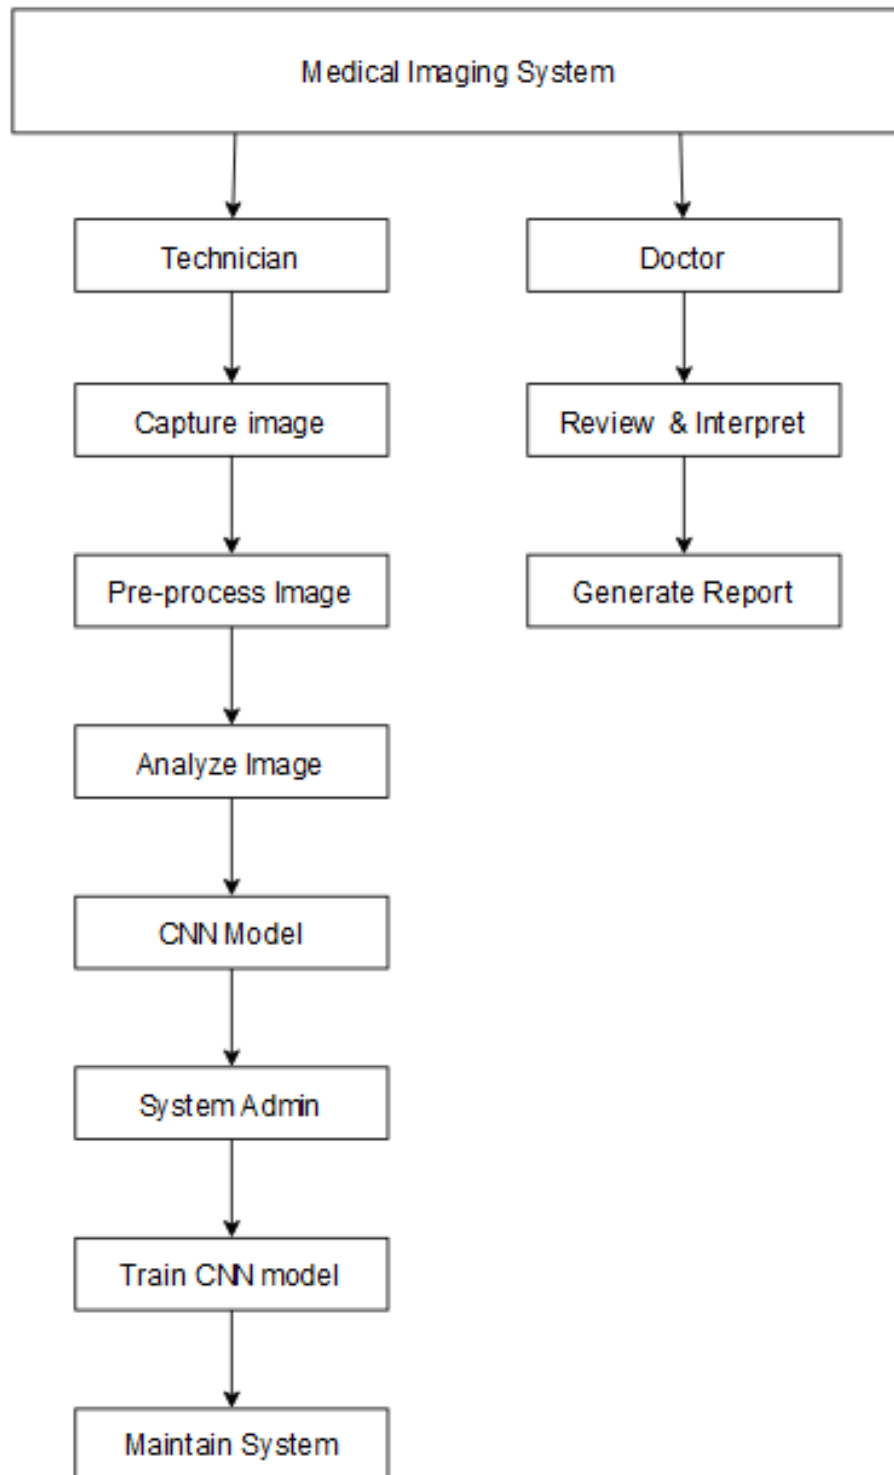 Medical Imaging System
Technician
Doctor
Capture image
Review & Interpret
Pre-process Image
Generate Report
Analyze Image
CNN Model
System Admin
Train CNN model
Maintain System